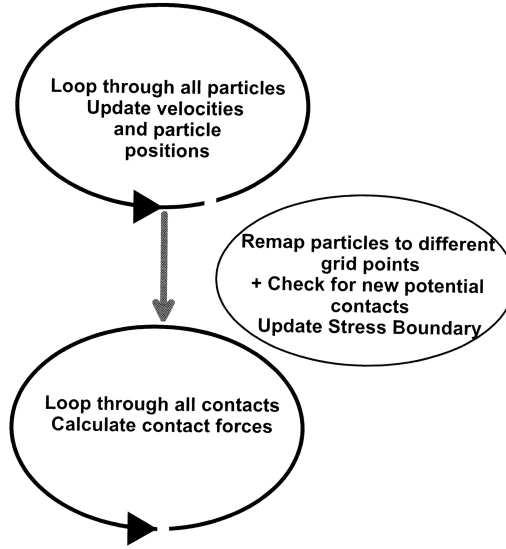 Loop through all particles
Update velocities
and particle
positions
Remap particles to different
grid points
+ Check for new potential
contacts
Update Stress Boundary
Loop through all contacts
Calculate contact forces